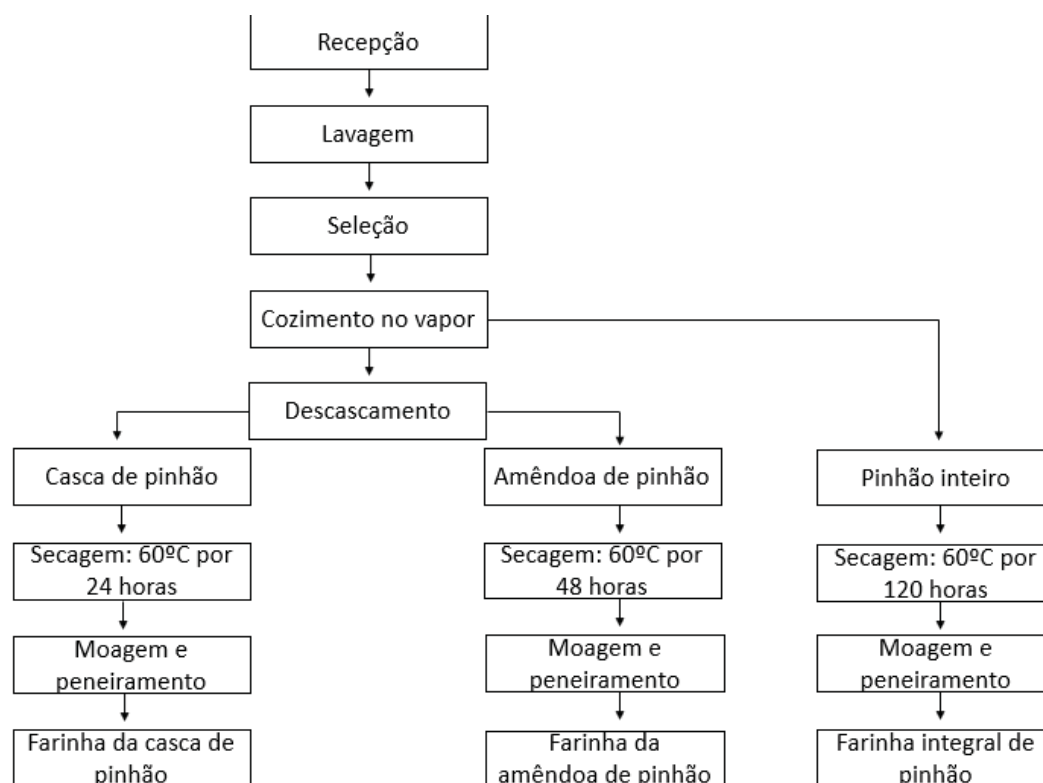 Recepção
Lavagem
Seleção
Cozimento no vapor
Descascamento
Casca de pinhão
Amêndoa de pinhão
Pinhão inteiro
Secagem: 60ºC por
24 horas
Secagem: 60ºC por
48 horas
Secagem: 60ºC por
120 horas
Moagem e
peneiramento
Moagem e
peneiramento
Moagem e
peneiramento
Farinha da casca de
pinhão
Farinha da
amêndoa de pinhão
Farinha integral de
pinhão